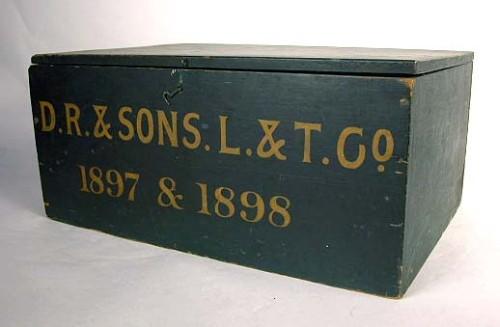 D.R. & SONS. L. & T. Co
1897 & 1898